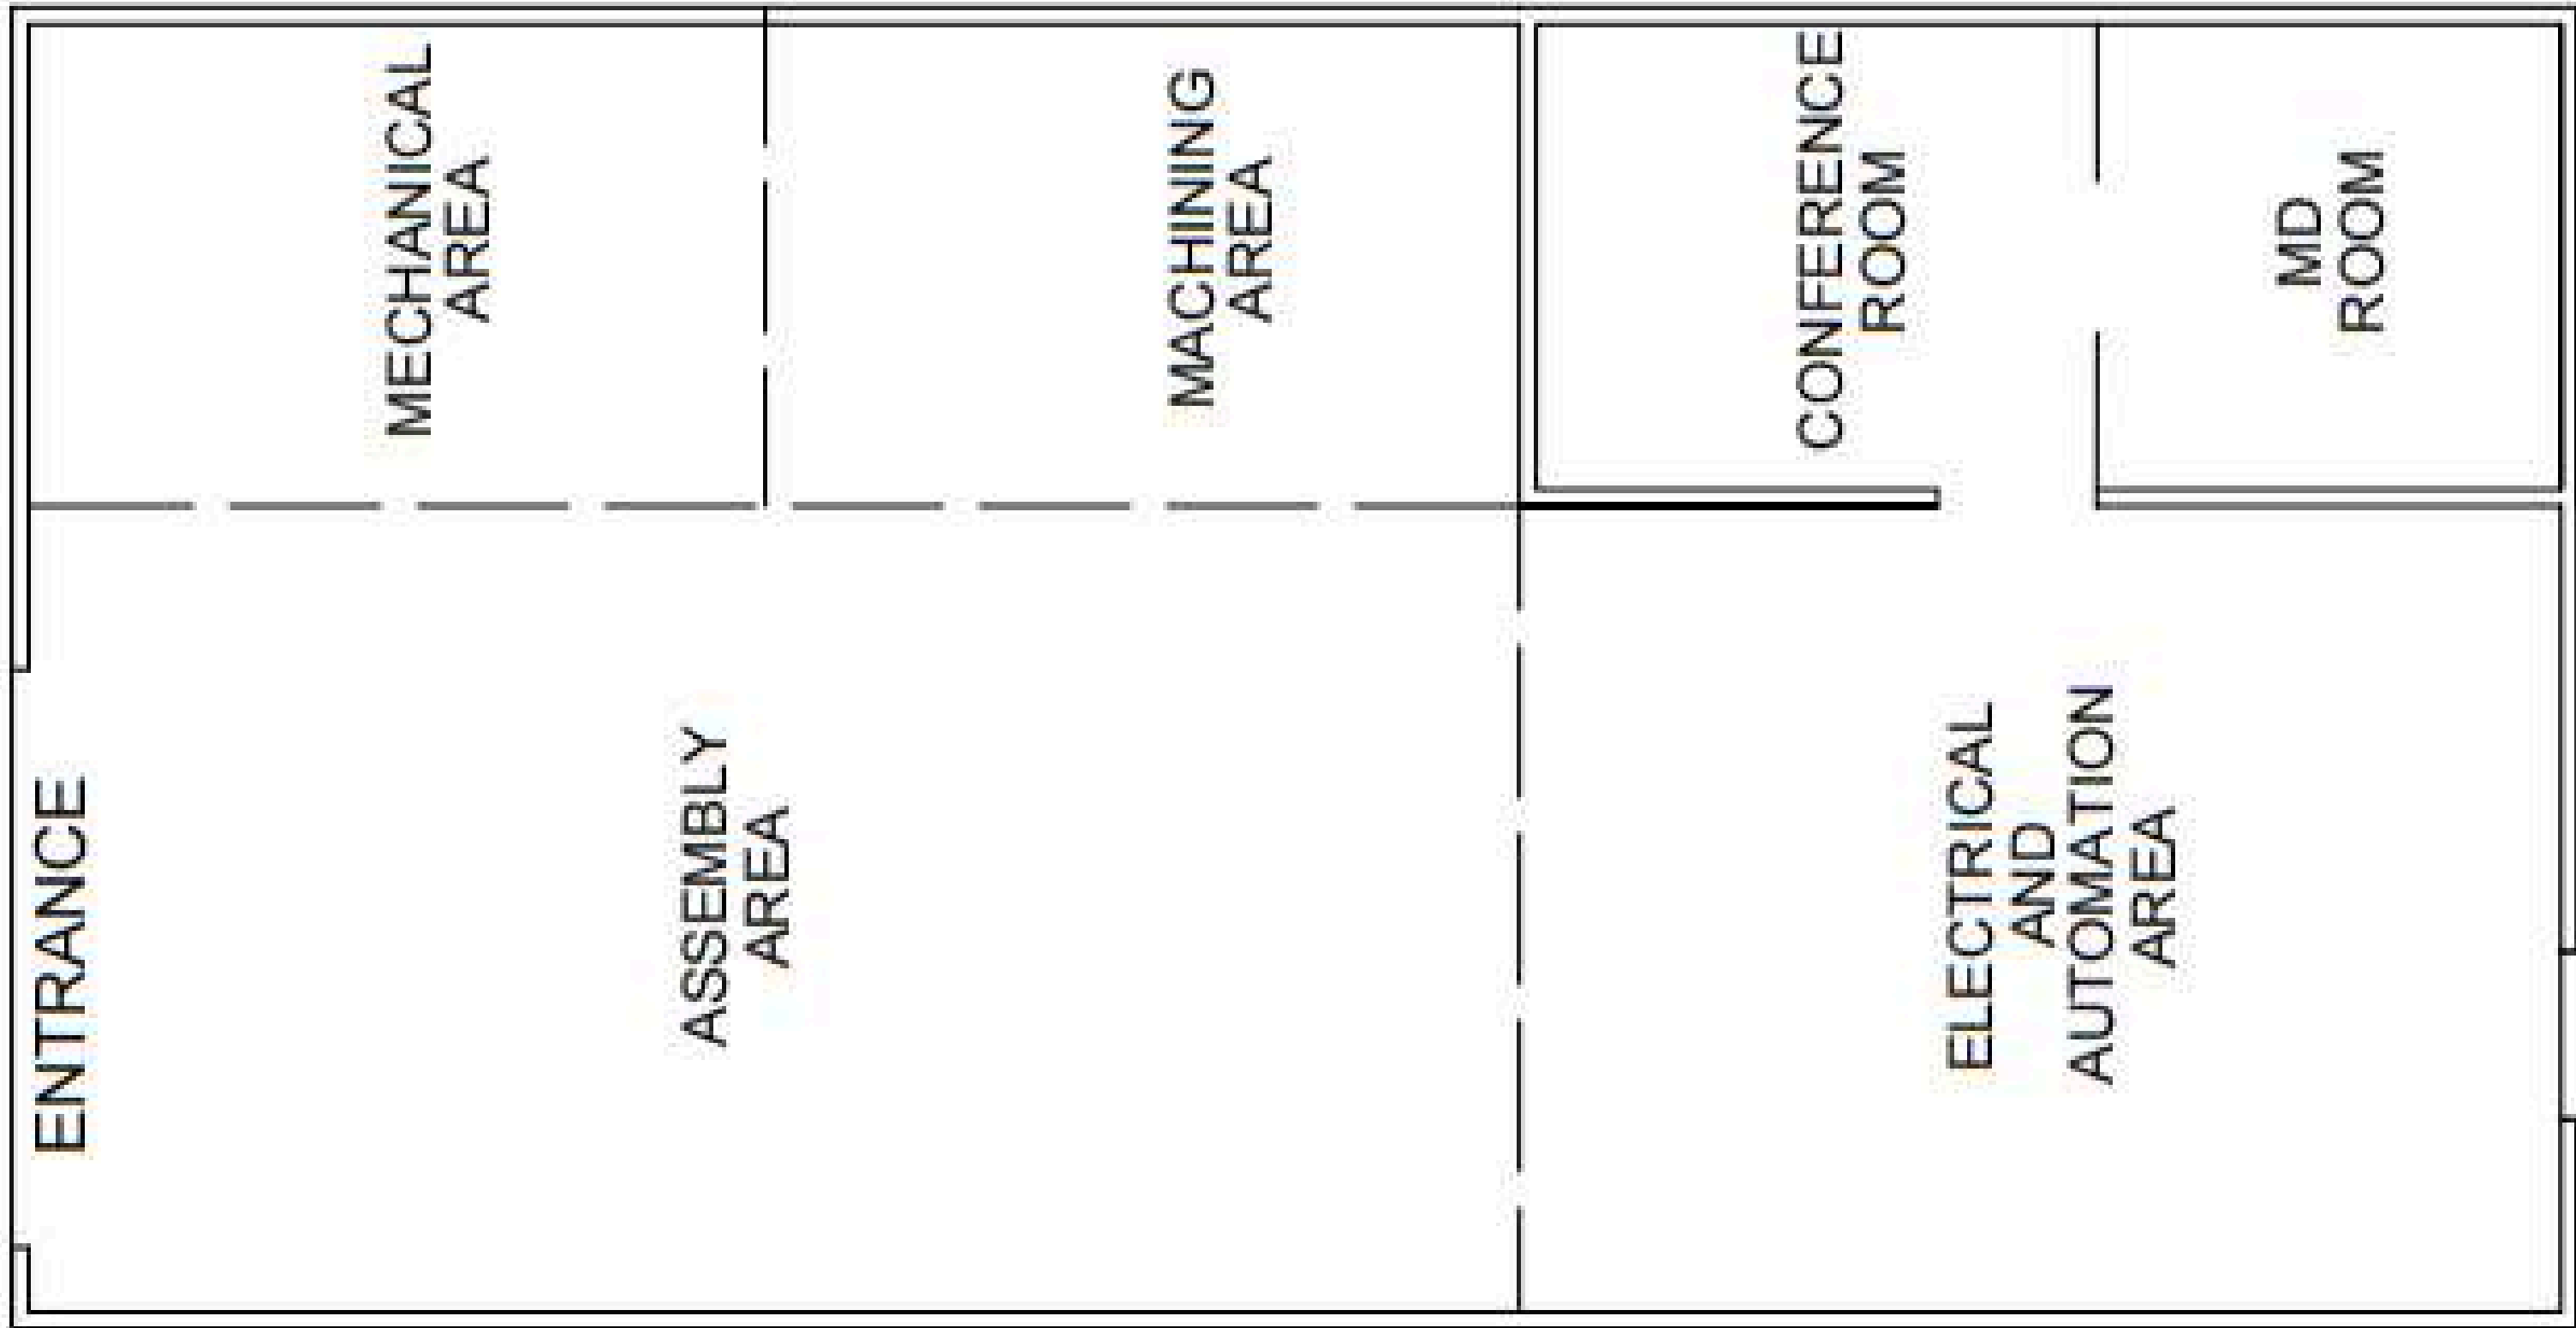 MECHANICAL
AREA
MACHINING
AREA
CONFERENCE
ROOM
MD
ROOM
ENTRANCE
ASSEMBLY
AREA
ELECTRICAL
AND
AUTOMATION
AREA